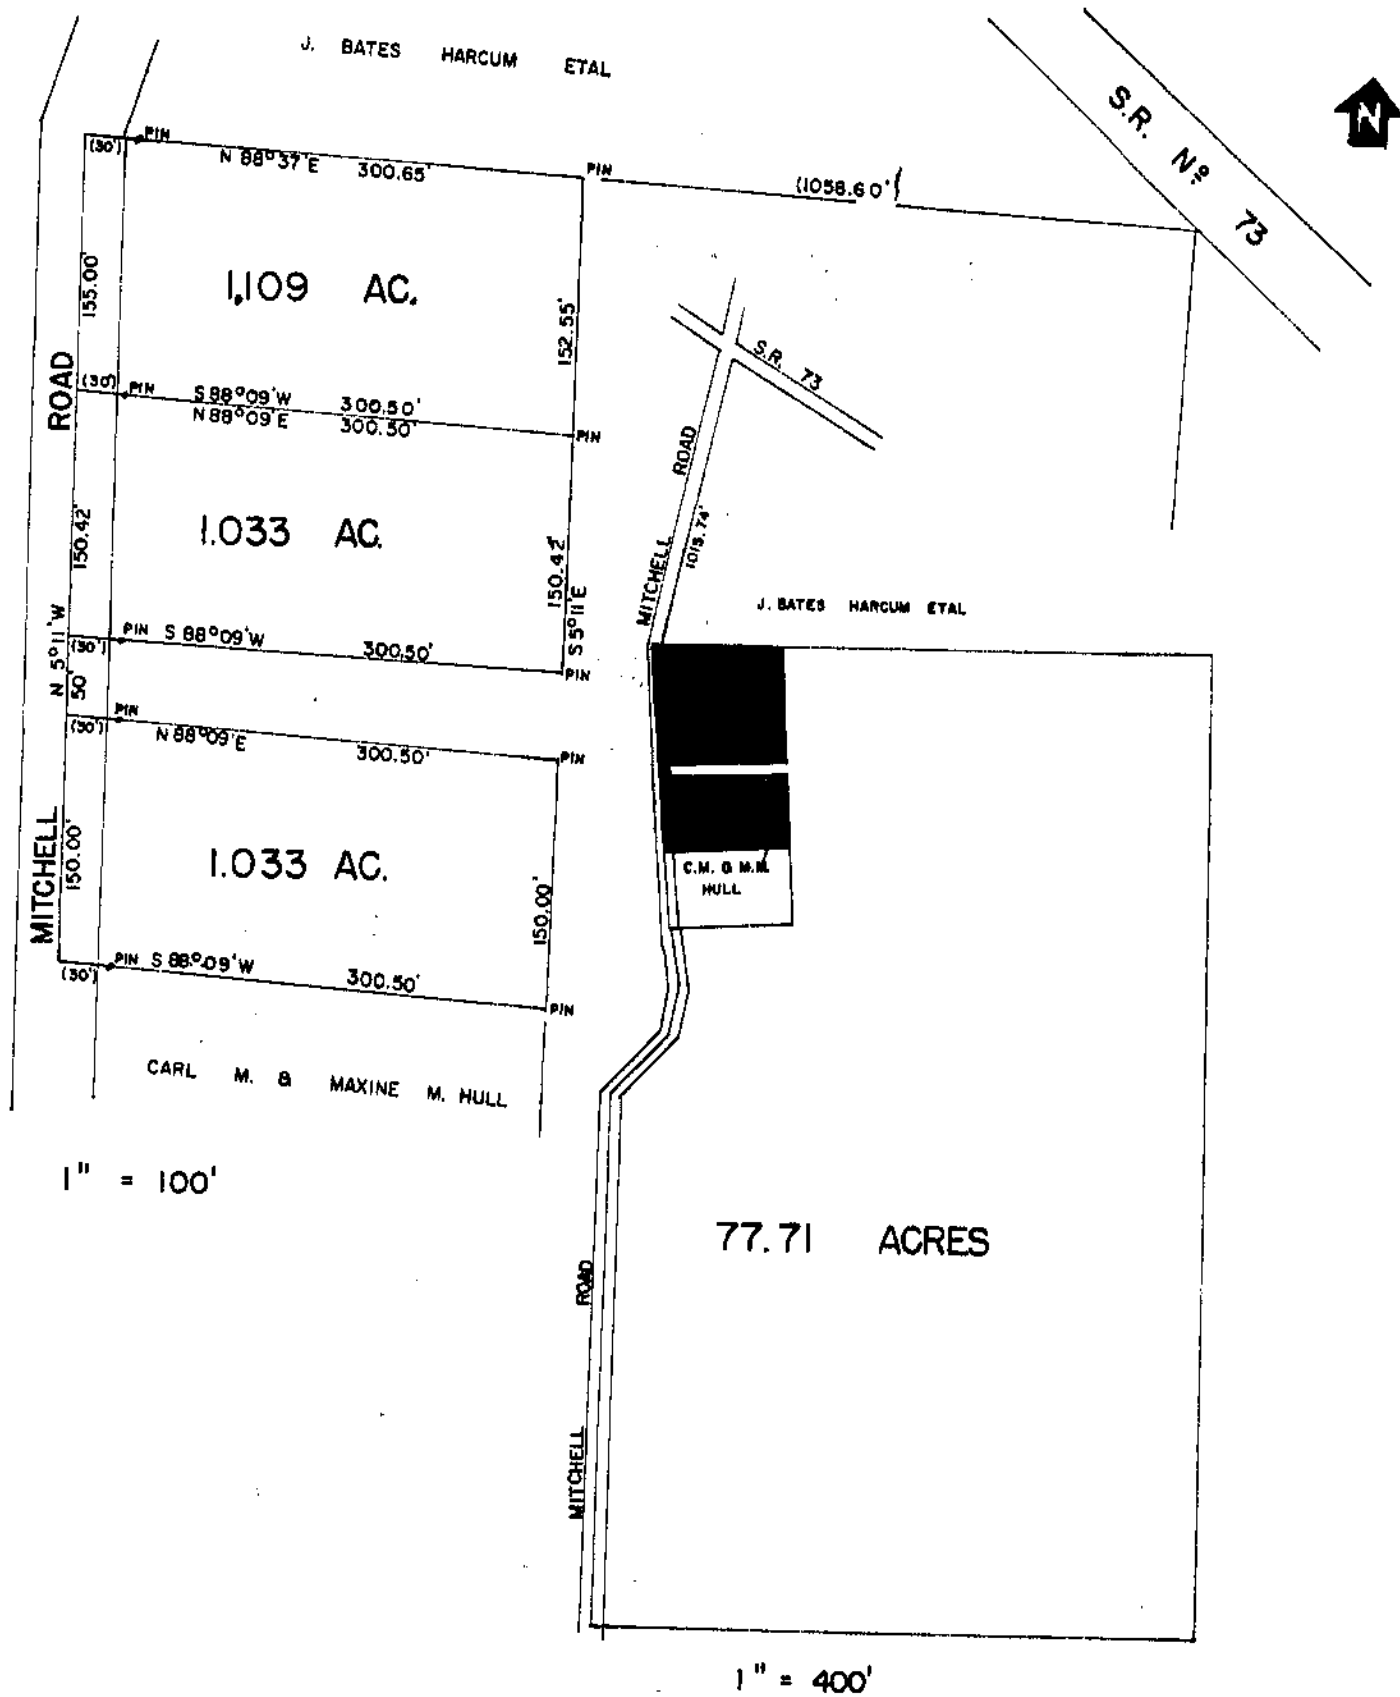 J. BATES HARCUM ETAL
S.R. Nº 73
N
(30') PIN
N 88°37'E 300.65'
PIN
(1058.60')
155.00'
1.109 AC.
152.55'
ROAD
(30') PIN
S 88°09'W 300.50'
N 88°09'E 300.50'
PIN
S.R. 73
MITCHELL ROAD
1015.74'
150.42'
1.033 AC.
150.42'
S 5°11'E
N 5°11'W
(30') PIN
S 88°09'W 300.50'
PIN
J. BATES HARCUM ETAL
50'
(30') PIN
N 88°09'E 300.50'
PIN
MITCHELL
150.00'
1.033 AC.
150.00'
C.M. & M.M.
HULL
(30') PIN
S 88°09'W 300.50'
PIN
CARL M. & MAXINE M. HULL
1" = 100'
77.71 ACRES
MITCHELL ROAD
1" = 400'